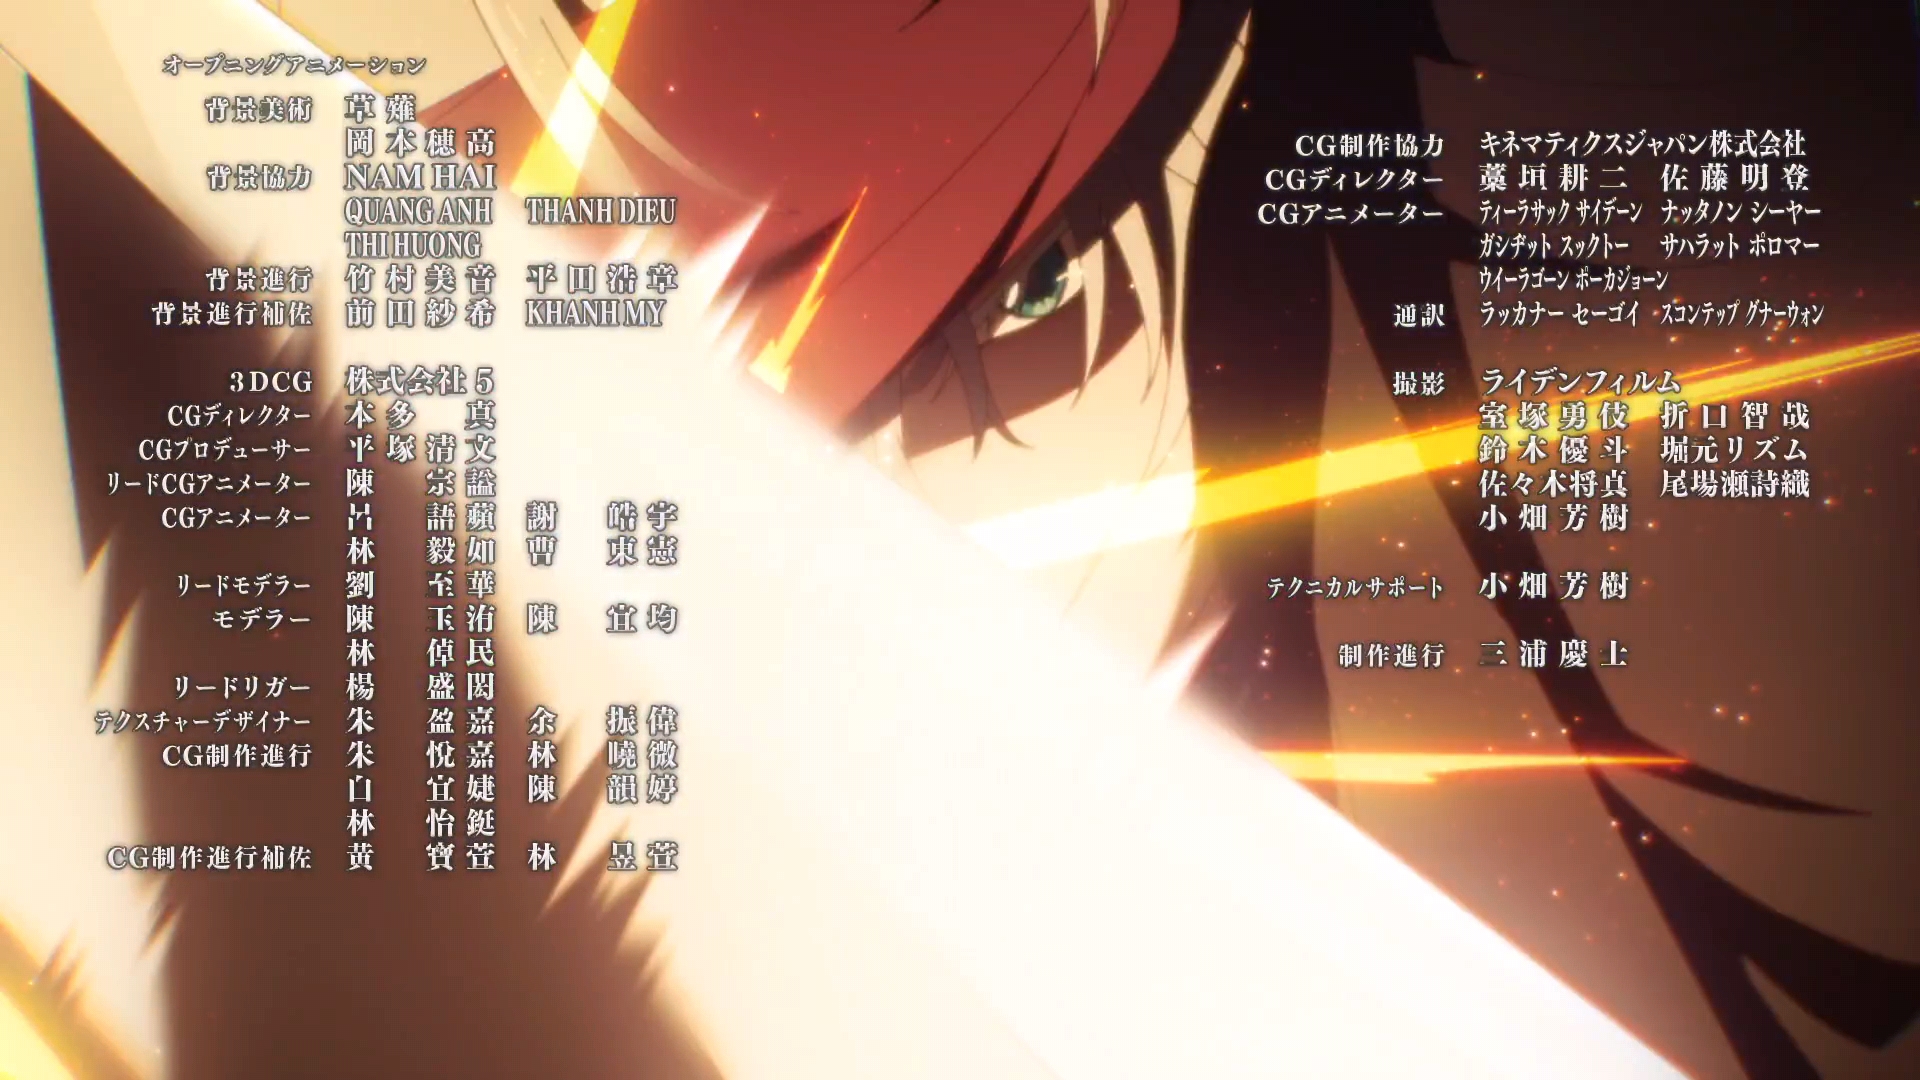 オープニングアニメーション
背景美術 草薙
岡本穂高
背景協力 NAM HAI
QUANG ANH THANH DIEU
THI HUONG
背景進行 竹村美音 平田浩章
背景進行補佐 前田紗希 KHANH MY
3DCG 株式会社5
CGディレクター 本多 真
CGプロデューサー 平塚清文
リードCGアニメーター 陳 宗謚
CGアニメーター 呂 語蘋 謝 皓宇
林 毅如 曹 東憲
リードモデラー 劉 至華
モデラー 陳 玉洧 陳 宜均
林 倬民
リードリガー 楊 盛閎
テクスチャーデザイナー 朱 盈嘉 余 振偉
CG制作進行 朱 悅嘉 林 曉微
白 宜婕 陳 韻婷
林 怡鋌
CG制作進行補佐 黃 寶萱 林 昱萱
CG制作協力 キネマティクスジャパン株式会社
CGディレクター 藁垣耕二 佐藤明登
CGアニメーター ティーラサック サイデーン ナッタノン シーヤー
ガシヂット スックトー サハラット ポロマー
ウイーラゴーン ポーカジョーン
通訳 ラッカナー セーゴイ スコンテップ グナーウォン
撮影 ライデンフィルム
室塚勇伎 折口智哉
鈴木優斗 堀元リズム
佐々木将真 尾場瀬詩織
小畑芳樹
テクニカルサポート 小畑芳樹
制作進行 三浦慶士